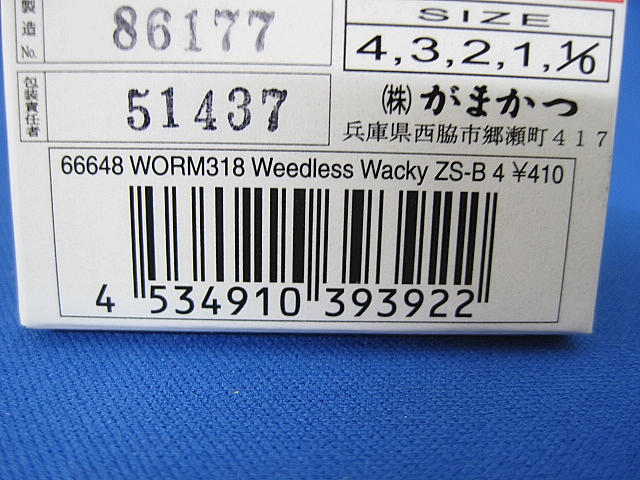 製造No.
86177
SIZE
4,3,2,1,1/0
包装責任者
51437
㈱がまかつ
兵庫県西脇市郷瀬町417
66648 WORM318 Weedless Wacky ZS-B 4 ¥410
4 534910 393922